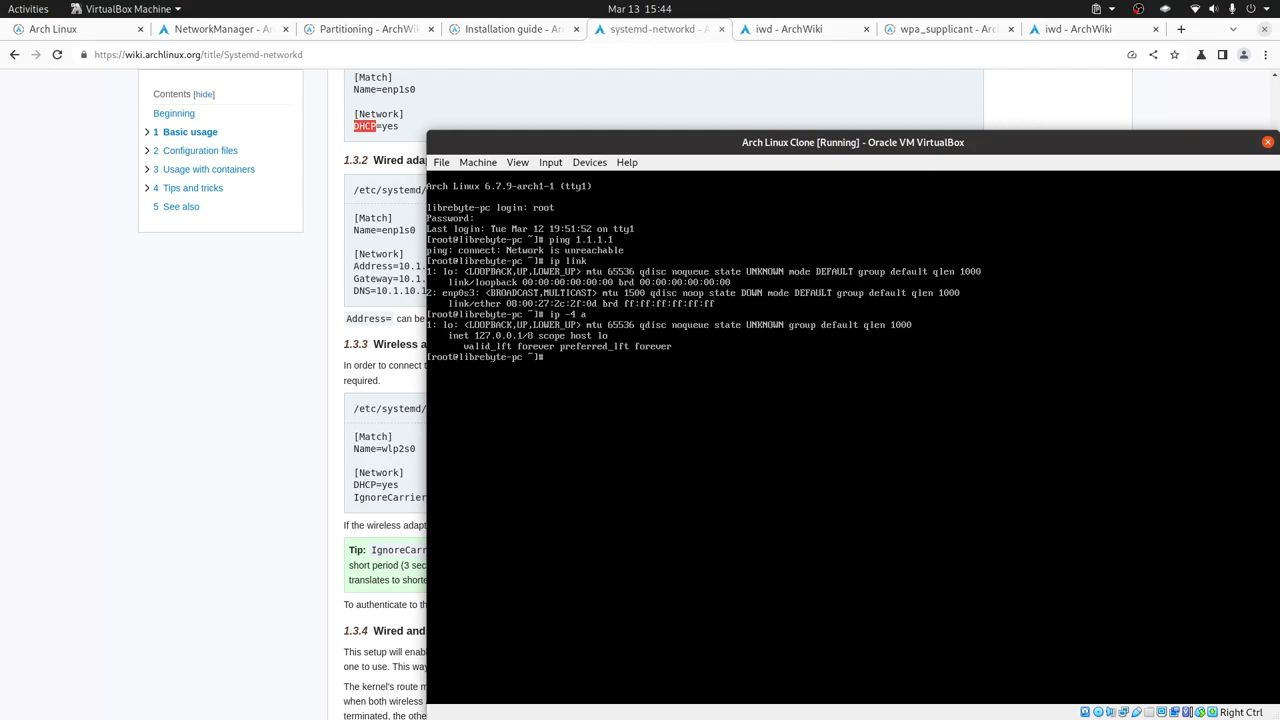 Activities
VirtualBox Machine
Mar 13 15:44
Arch Linux
NetworkManager - Ar
Partitioning - ArchWiki
Installation guide - Arc
systemd-networkd - A
iwd - ArchWiki
wpa_supplicant - Arc
iwd - ArchWiki
https://wiki.archlinux.org/title/Systemd-networkd
Contents [hide]
Beginning
1 Basic usage
2 Configuration files
3 Usage with containers
4 Tips and tricks
5 See also
[Match]
Name=enp1s0
[Network]
DHCP=yes
1.3.2 Wired ada
/etc/systemd/
[Match]
Name=enp1s0
[Network]
Address=10.1.
Gateway=10.1.
DNS=10.1.10.1
Address= can be
1.3.3 Wireless a
In order to connect t
required.
/etc/systemd/
[Match]
Name=wlp2s0
[Network]
DHCP=yes
IgnoreCarrier
If the wireless adapt
Tip: IgnoreCarr
short period (3 sec
translates to shorte
To authenticate to th
1.3.4 Wired and
This setup will enabl
one to use. This way
The kernel's route m
when both wireless
terminated, the othe
Arch Linux Clone [Running] - Oracle VM VirtualBox
File Machine View Input Devices Help
Arch Linux 6.7.9-arch1-1 (tty1)
librebyte-pc login: root
Password:
Last login: Tue Mar 12 19:51:52 on tty1
[root@librebyte-pc ~]# ping 1.1.1.1
ping: connect: Network is unreachable
[root@librebyte-pc ~]# ip link
1: lo: <LOOPBACK,UP,LOWER_UP> mtu 65536 qdisc noqueue state UNKNOWN mode DEFAULT group default qlen 1000
link/loopback 00:00:00:00:00:00 brd 00:00:00:00:00:00
2: enp0s3: <BROADCAST,MULTICAST> mtu 1500 qdisc noop state DOWN mode DEFAULT group default qlen 1000
link/ether 08:00:27:2c:2f:0d brd ff:ff:ff:ff:ff:ff
[root@librebyte-pc ~]# ip -4 a
1: lo: <LOOPBACK,UP,LOWER_UP> mtu 65536 qdisc noqueue state UNKNOWN group default qlen 1000
inet 127.0.0.1/8 scope host lo
valid_lft forever preferred_lft forever
[root@librebyte-pc ~]#
Right Ctrl